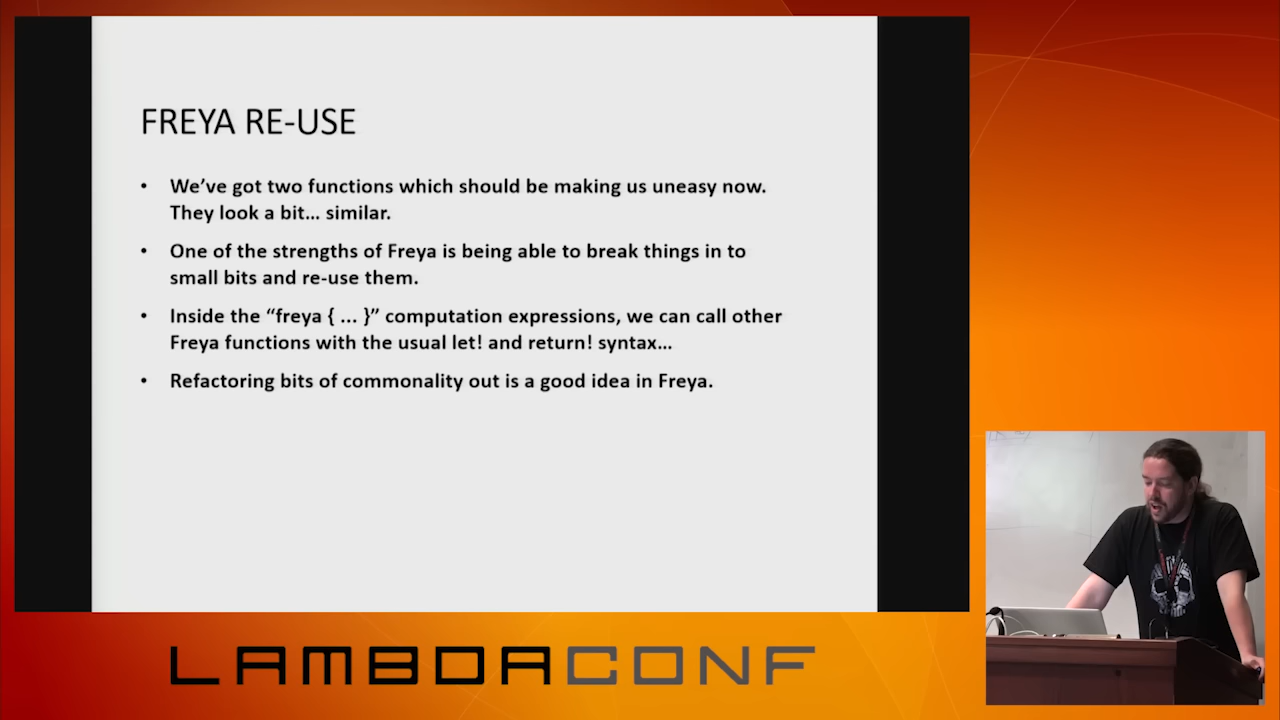 FREYA RE-USE
• We’ve got two functions which should be making us uneasy now.
They look a bit… similar.
• One of the strengths of Freya is being able to break things in to
small bits and re-use them.
• Inside the “freya { … }” computation expressions, we can call other
Freya functions with the usual let! and return! syntax…
• Refactoring bits of commonality out is a good idea in Freya.
LAMBDACONF